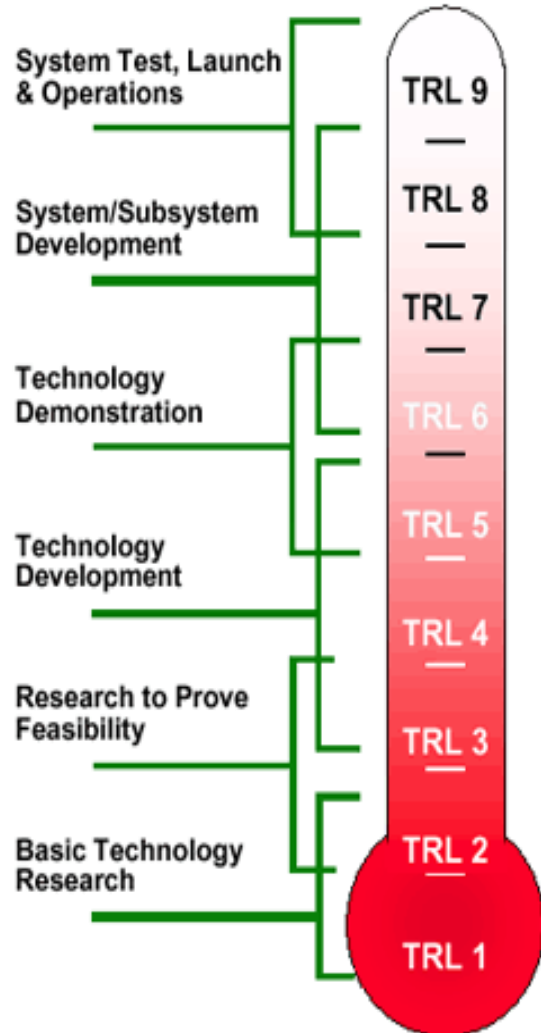 System Test, Launch
& Operations
System/Subsystem
Development
Technology
Demonstration
Technology
Development
Research to Prove
Feasibility
Basic Technology
Research
TRL 9
TRL 8
TRL 7
TRL 6
TRL 5
TRL 4
TRL 3
TRL 2
TRL 1